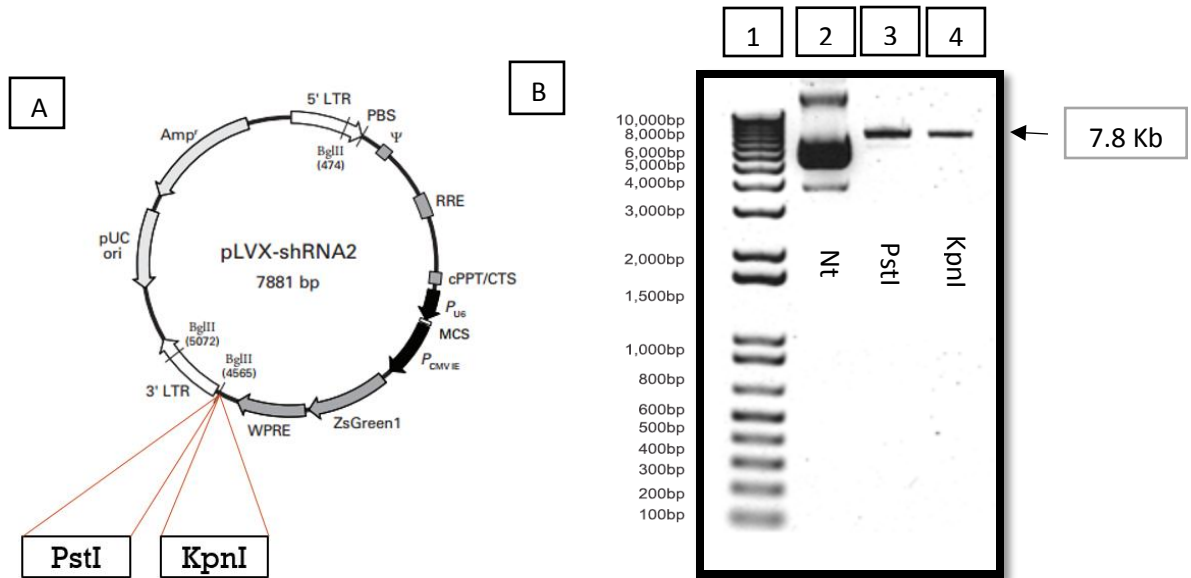 A
5' LTR
PBS
Ψ
BglII
(474)
RRE
cPPT/CTS
P U6
MCS
P CMV IE
ZsGreen1
WPRE
3' LTR
BglII
(4565)
BglII
(5072)
pUC
ori
Ampʳ
pLVX-shRNA2
7881 bp
PstI
KpnI
B
1
2
3
4
10,000bp
8,000bp
6,000bp
5,000bp
4,000bp
3,000bp
2,000bp
1,500bp
1,000bp
800bp
600bp
500bp
400bp
300bp
200bp
100bp
Nt
PstI
KpnI
7.8 Kb